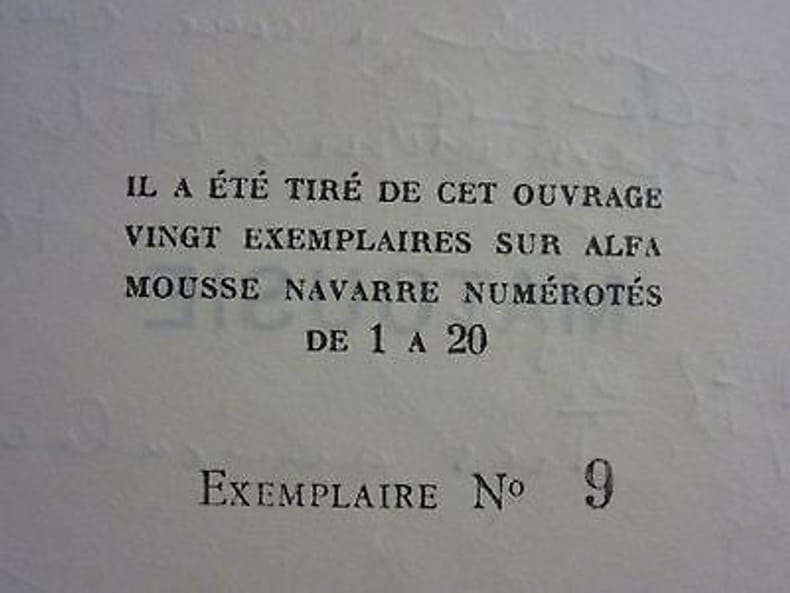 IL A ÉTÉ TIRÉ DE CET OUVRAGE
VINGT EXEMPLAIRES SUR ALFA
MOUSSE NAVARRE NUMÉROTÉS
DE 1 A 20
EXEMPLAIRE Nº 9